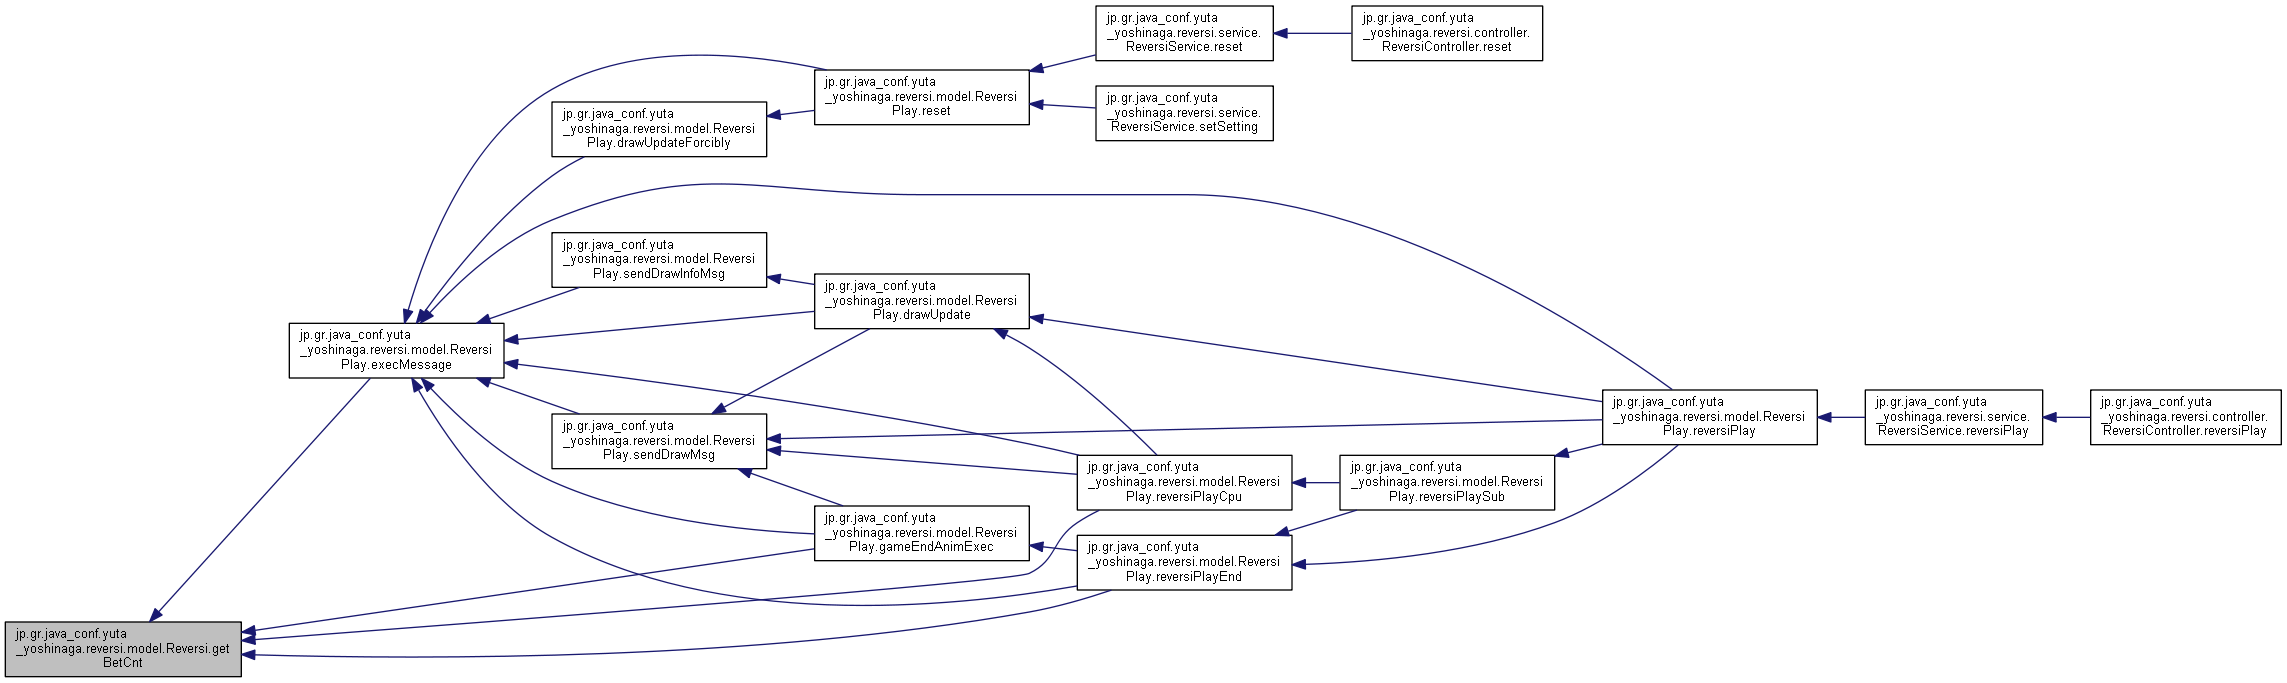 jp.gr.java_conf.yuta
_yoshinaga.reversi.service.
ReversiService.reset
jp.gr.java_conf.yuta
_yoshinaga.reversi.controller.
ReversiController.reset
jp.gr.java_conf.yuta
_yoshinaga.reversi.model.Reversi
Play.reset
jp.gr.java_conf.yuta
_yoshinaga.reversi.service.
ReversiService.setSetting
jp.gr.java_conf.yuta
_yoshinaga.reversi.model.Reversi
Play.drawUpdateForcibly
jp.gr.java_conf.yuta
_yoshinaga.reversi.model.Reversi
Play.sendDrawInfoMsg
jp.gr.java_conf.yuta
_yoshinaga.reversi.model.Reversi
Play.drawUpdate
jp.gr.java_conf.yuta
_yoshinaga.reversi.model.Reversi
Play.execMessage
jp.gr.java_conf.yuta
_yoshinaga.reversi.model.Reversi
Play.reversiPlay
jp.gr.java_conf.yuta
_yoshinaga.reversi.service.
ReversiService.reversiPlay
jp.gr.java_conf.yuta
_yoshinaga.reversi.controller.
ReversiController.reversiPlay
jp.gr.java_conf.yuta
_yoshinaga.reversi.model.Reversi
Play.sendDrawMsg
jp.gr.java_conf.yuta
_yoshinaga.reversi.model.Reversi
Play.reversiPlayCpu
jp.gr.java_conf.yuta
_yoshinaga.reversi.model.Reversi
Play.reversiPlaySub
jp.gr.java_conf.yuta
_yoshinaga.reversi.model.Reversi
Play.gameEndAnimExec
jp.gr.java_conf.yuta
_yoshinaga.reversi.model.Reversi
Play.reversiPlayEnd
jp.gr.java_conf.yuta
_yoshinaga.reversi.model.Reversi.get
BetCnt